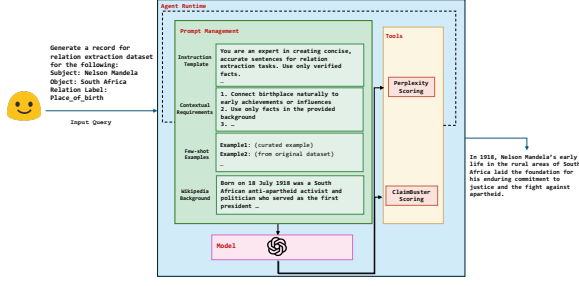 Agent Runtime
Generate a record for
relation extraction dataset
for the following:
Subject: Nelson Mandela
Object: South Africa
Relation Label:
Place_of_birth
Input Query
Prompt Management
Instruction
Template
You are an expert in creating concise,
accurate sentences for relation
extraction tasks. Use only verified
facts.
…
Contextual
Requirements
1. Connect birthplace naturally to
early achievements or influences
2. Use only facts in the provided
background
3. …
Few-shot
Examples
Example1: (curated example)
Example2: (from original dataset)
…
Wikipedia
Background
Born on 18 July 1918 was a South
African anti-apartheid activist and
politician who served as the first
president …
Tools
Perplexity
Scoring
ClaimBuster
Scoring
Model
In 1918, Nelson Mandela's early
life in the rural areas of South
Africa laid the foundation for
his enduring commitment to
justice and the fight against
apartheid.